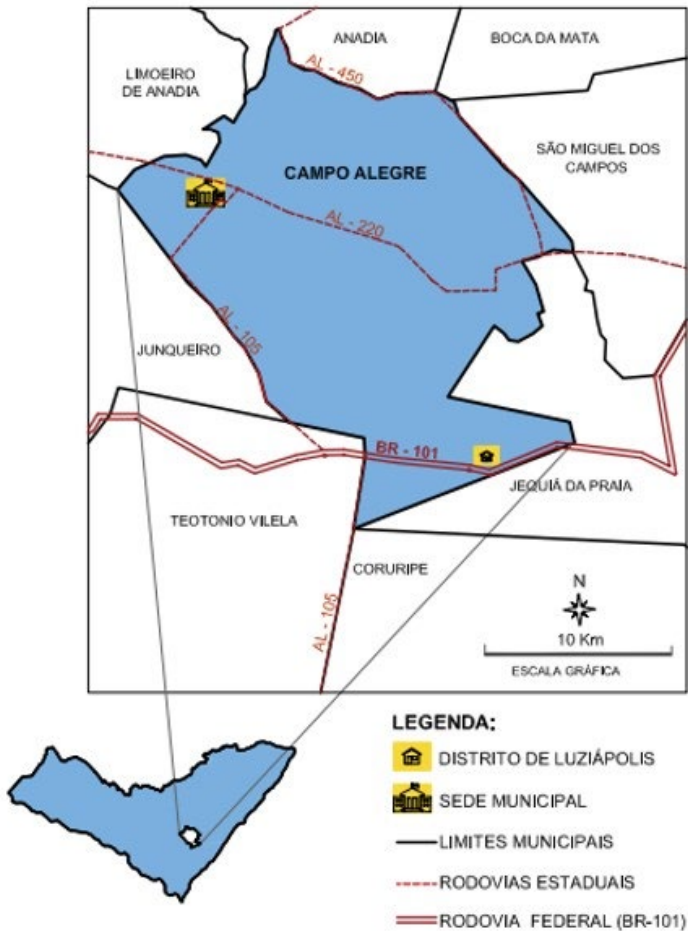 ANADIA
BOCA DA MATA
AL - 450
LIMOEIRO
DE ANADIA
SÃO MIGUEL DOS
CAMPOS
CAMPO ALEGRE
AL - 220
AL - 105
JUNQUEIRO
BR - 101
JEQUIÁ DA PRAIA
TEOTONIO VILELA
CORURIPE
AL - 105
N
10 Km
ESCALA GRÁFICA
LEGENDA:
DISTRITO DE LUZIÁPOLIS
SEDE MUNICIPAL
LIMITES MUNICIPAIS
RODOVIAS ESTADUAIS
RODOVIA FEDERAL (BR-101)